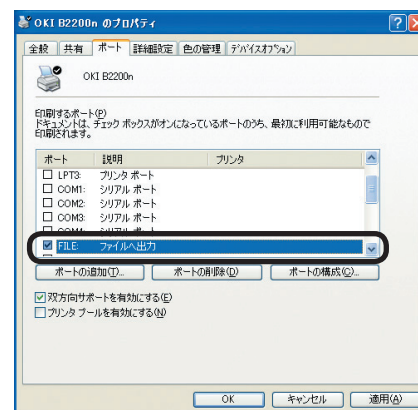 OKI B2200n のプロパティ
全般 共有 ポート 詳細設定 色の管理 デバイスオプション
OKI B2200n
印刷するポート(P)
ドキュメントは、チェック ボックスがオンになっているポートのうち、最初に利用可能なもので
印刷されます。
ポート 説明 プリンタ
LPT3: プリンタ ポート
COM1: シリアル ポート
COM2: シリアル ポート
COM3: シリアル ポート
COM4: シリアル ポート
FILE: ファイルへ出力
ポートの追加(T)... ポートの削除(D) ポートの構成(C)...
双方向サポートを有効にする(E)
プリンタ プールを有効にする(N)
OK キャンセル 適用(A)